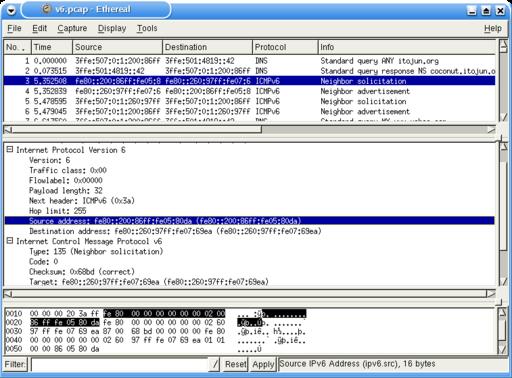 v6.pcap - Ethereal
File Edit Capture Display Tools Help
No. Time Source Destination Protocol Info
1 0.000000 3ffe:507:0:1:200:86ff 3ffe:501:4819::42 DNS Standard query ANY itojun.org
2 0.073515 3ffe:501:4819::42 3ffe:507:0:1:200:86ff DNS Standard query response NS coconut.itojun.o
3 5.352508 fe80::200:86ff:fe05:8 fe80::260:97ff:fe07:6 ICMPv6 Neighbor solicitation
4 5.352839 fe80::260:97ff:fe07:6 fe80::200:86ff:fe05:8 ICMPv6 Neighbor advertisement
5 5.478595 3ffe:507:0:1:260:97ff 3ffe:507:0:1:200:86ff ICMPv6 Neighbor solicitation
6 5.479045 3ffe:507:0:1:200:86ff 3ffe:507:0:1:260:97ff ICMPv6 Neighbor advertisement
Internet Protocol Version 6
Version: 6
Traffic class: 0x00
Flowlabel: 0x00000
Payload length: 32
Next header: ICMPv6 (0x3a)
Hop limit: 255
Source address: fe80::200:86ff:fe05:80da (fe80::200:86ff:fe05:80da)
Destination address: fe80::260:97ff:fe07:69ea (fe80::260:97ff:fe07:69ea)
Internet Control Message Protocol v6
Type: 135 (Neighbor solicitation)
Code: 0
Checksum: 0x68bd (correct)
Target: fe80::260:97ff:fe07:69ea (fe80::260:97ff:fe07:69ea)
0010 00 00 00 20 3a ff fe 80 00 00 00 00 00 00 02 00
0020 86 ff fe 05 80 da fe 80 00 00 00 00 00 00 02 60
0030 97 ff fe 07 69 ea 87 00 68 bd 00 00 00 00 fe 80
0040 00 00 00 00 00 00 02 60 97 ff fe 07 69 ea 01 01
0050 00 00 86 05 80 da
Filter: / Reset Apply Source IPv6 Address (ipv6.src), 16 bytes